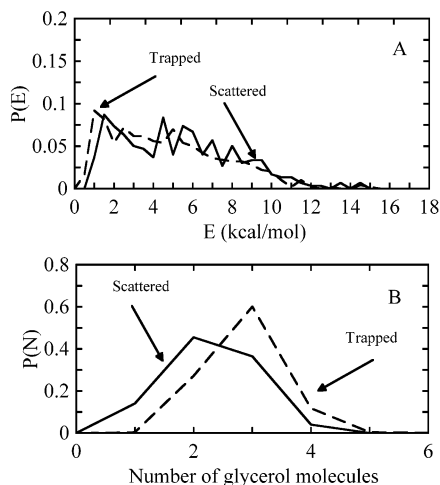 0.2
A
Trapped
0.15
Scattered
P(E)
0.1
0.05
0
0 2 4 6 8 10 12 14 16 18
E (kcal/mol)
0.8
B
Scattered
0.6
P(N)
Trapped
0.4
0.2
0
0 2 4 6
Number of glycerol molecules